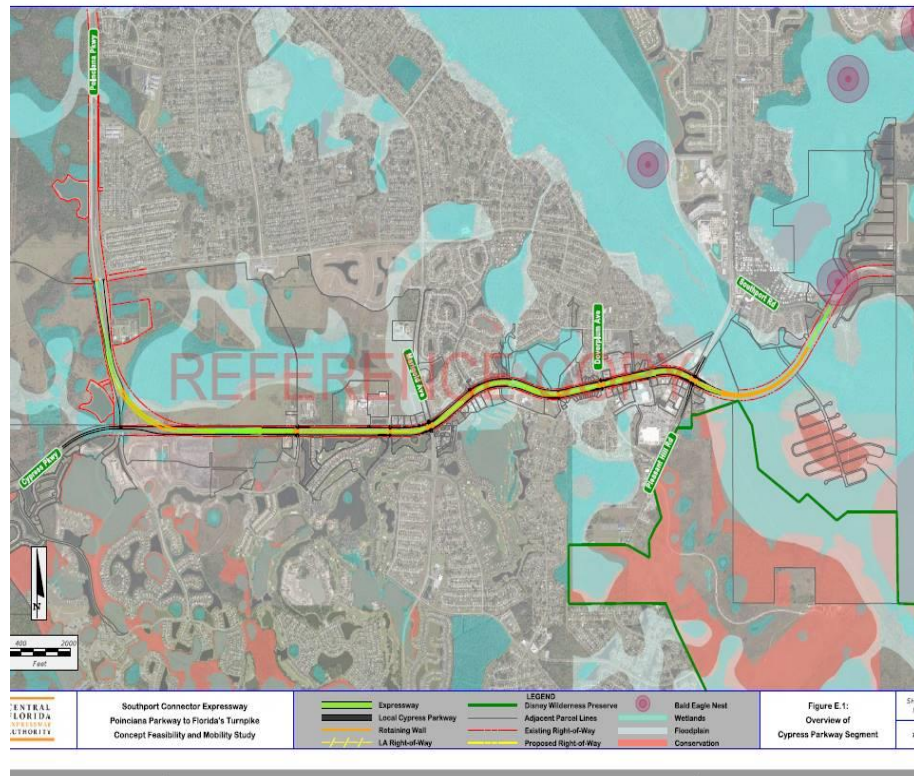 Poinciana Pkwy
Southport Rd
Doverplum Ave
REFERENCE COPY
Marigold Ave
Pleasant Hill Rd
Cypress Pkwy
N
400 2000
Feet
CENTRAL
FLORIDA
EXPRESSWAY
AUTHORITY
Southport Connector Expressway
Poinciana Parkway to Florida's Turnpike
Concept Feasibility and Mobility Study
LEGEND
Expressway
Local Cypress Parkway
Retaining Wall
LA Right-of-Way
Disney Wilderness Preserve
Adjacent Parcel Lines
Existing Right-of-Way
Proposed Right-of-Way
Bald Eagle Nest
Wetlands
Floodplain
Conservation
Figure E.1:
Overview of
Cypress Parkway Segment